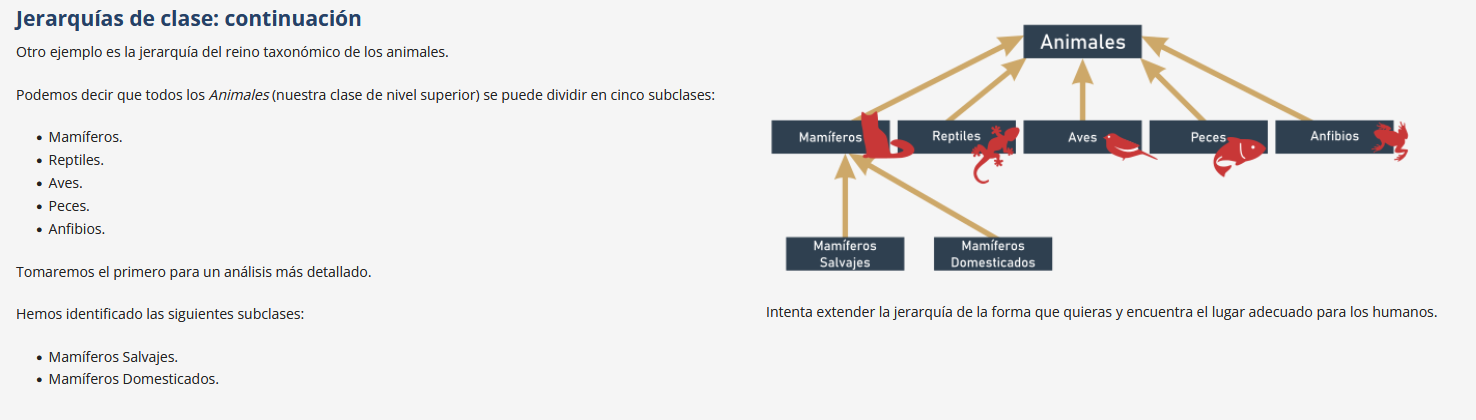 Jerarquías de clase: continuación
Otro ejemplo es la jerarquía del reino taxonómico de los animales.
Podemos decir que todos los Animales (nuestra clase de nivel superior) se puede dividir en cinco subclases:
• Mamíferos.
• Reptiles.
• Aves.
• Peces.
• Anfibios.
Tomaremos el primero para un análisis más detallado.
Hemos identificado las siguientes subclases:
• Mamíferos Salvajes.
• Mamíferos Domesticados.
Animales
Mamíferos
Reptiles
Aves
Peces
Anfibios
Mamíferos
Salvajes
Mamíferos
Domesticados
Intenta extender la jerarquía de la forma que quieras y encuentra el lugar adecuado para los humanos.